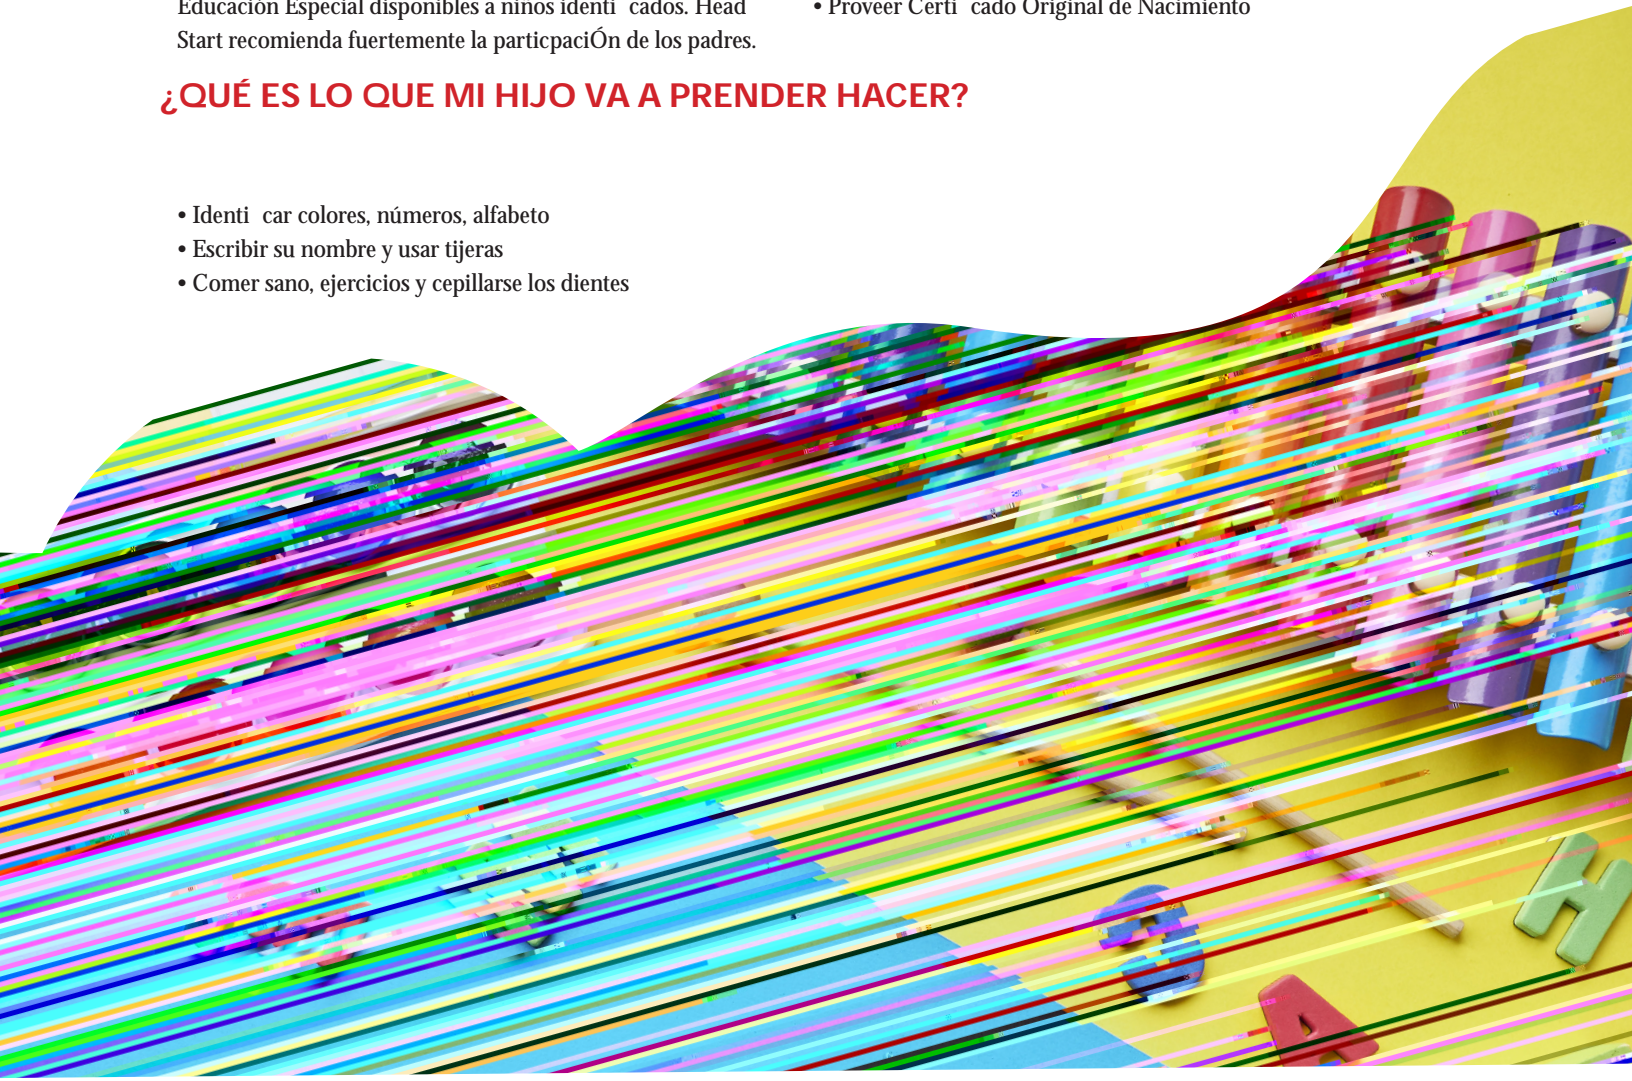 Educación Especial disponibles a niños identi cados. Head
Start recomienda fuertemente la particpaciÓn de los padres.
• Proveer Certi cado Original de Nacimiento
¿QUÉ ES LO QUE MI HIJO VA A PRENDER HACER?
• Identi car colores, números, alfabeto
• Escribir su nombre y usar tijeras
• Comer sano, ejercicios y cepillarse los dientes
H
A